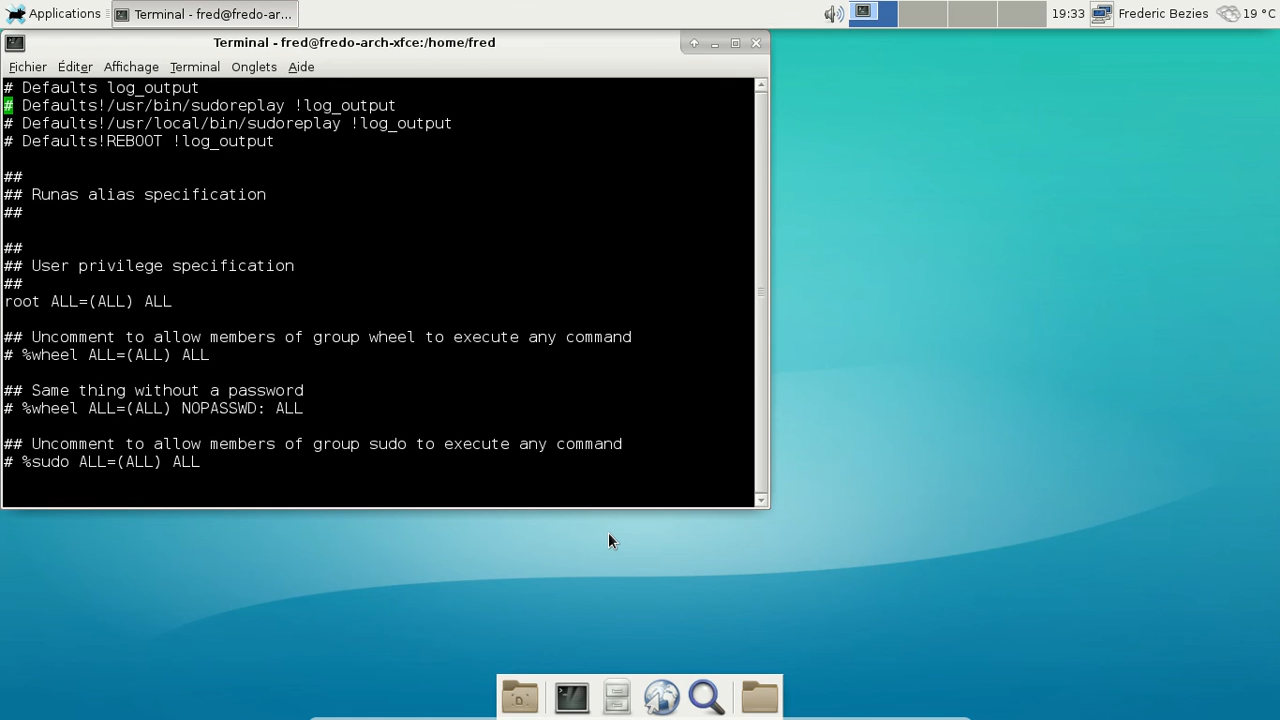 Applications
Terminal - fred@fredo-ar...
19:33
Frederic Bezies
19 °C
Terminal - fred@fredo-arch-xfce:/home/fred
Fichier Éditer Affichage Terminal Onglets Aide
# Defaults log_output
# Defaults!/usr/bin/sudoreplay !log_output
# Defaults!/usr/local/bin/sudoreplay !log_output
# Defaults!REBOOT !log_output
##
## Runas alias specification
##
##
## User privilege specification
##
root ALL=(ALL) ALL
## Uncomment to allow members of group wheel to execute any command
# %wheel ALL=(ALL) ALL
## Same thing without a password
# %wheel ALL=(ALL) NOPASSWD: ALL
## Uncomment to allow members of group sudo to execute any command
# %sudo ALL=(ALL) ALL
D